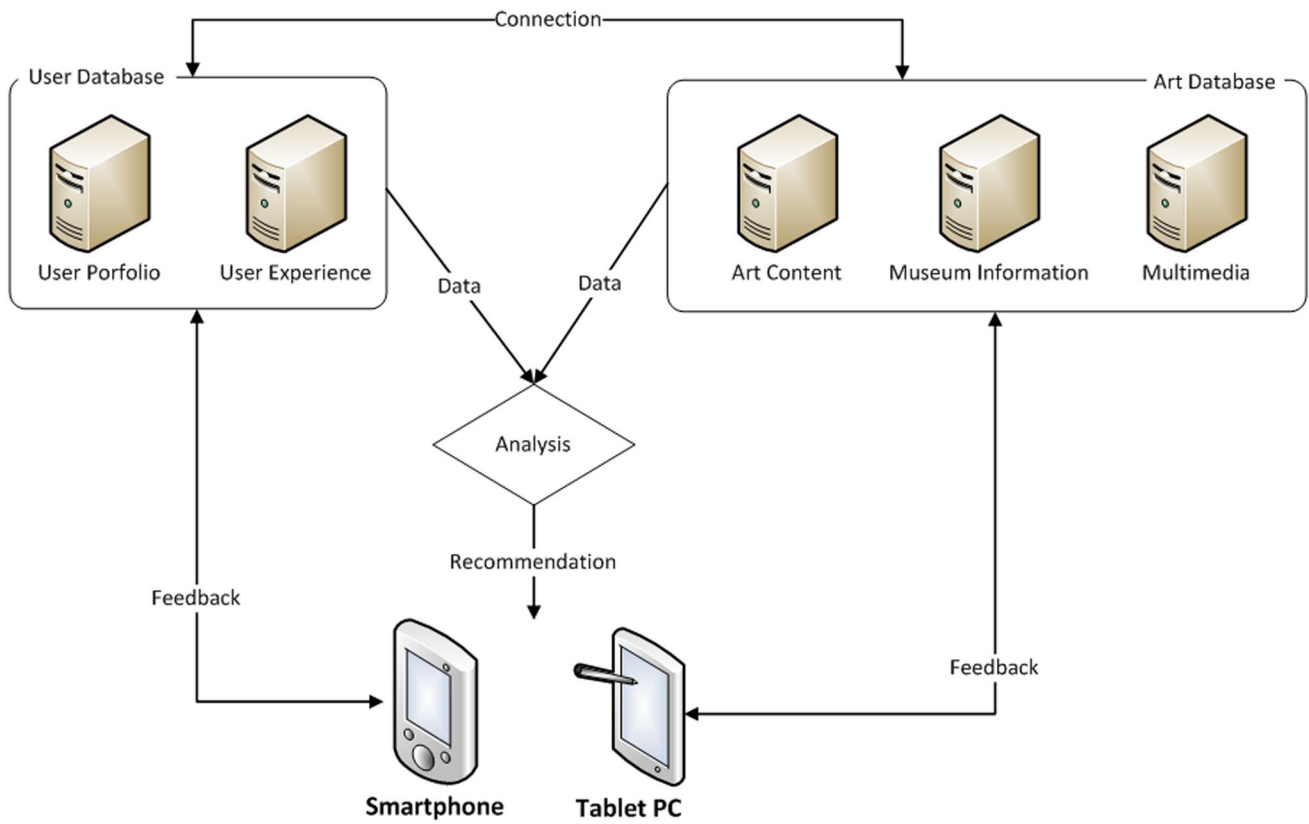 Connection
User Database
Art Database
User Porfolio
User Experience
Art Content
Museum Information
Multimedia
Data
Data
Analysis
Recommendation
Feedback
Feedback
Smartphone
Tablet PC